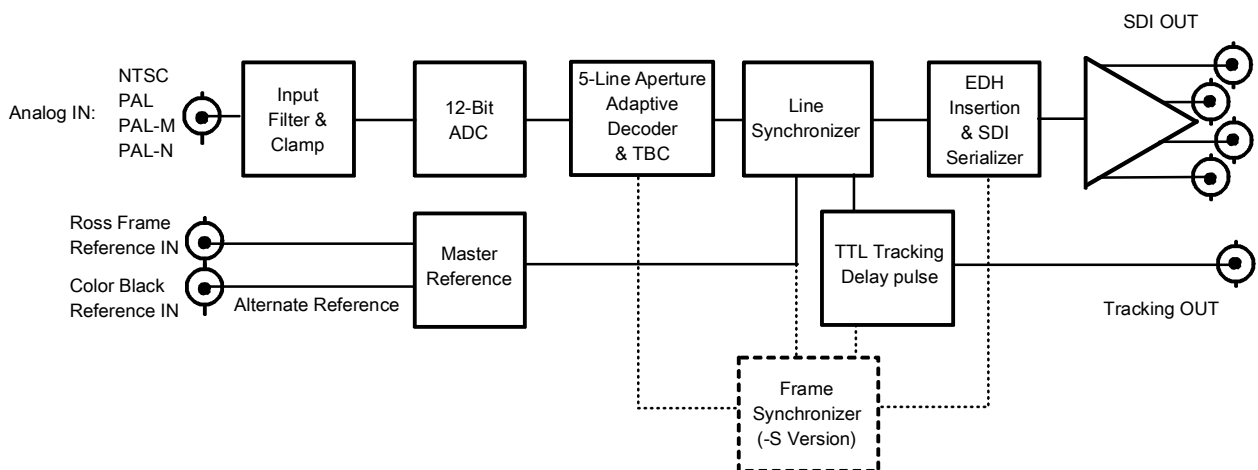 SDI OUT
Analog IN:
NTSC
PAL
PAL-M
PAL-N
Input
Filter &
Clamp
12-Bit
ADC
5-Line Aperture
Adaptive
Decoder
& TBC
Line
Synchronizer
EDH
Insertion
& SDI
Serializer
Ross Frame
Reference IN
Color Black
Reference IN
Alternate Reference
Master
Reference
TTL Tracking
Delay pulse
Tracking OUT
Frame
Synchronizer
(-S Version)